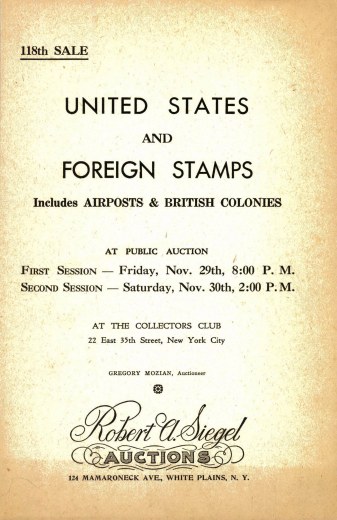 118th SALE
UNITED STATES
AND
FOREIGN STAMPS
Includes AIRPOSTS & BRITISH COLONIES
AT PUBLIC AUCTION
FIRST SESSION — Friday, Nov. 29th, 8:00 P. M.
SECOND SESSION — Saturday, Nov. 30th, 2:00 P. M.
AT THE COLLECTORS CLUB
22 East 35th Street, New York City
GREGORY MOZIAN, Auctioneer
Robert A. Siegel
AUCTIONS
124 MAMARONECK AVE., WHITE PLAINS, N. Y.